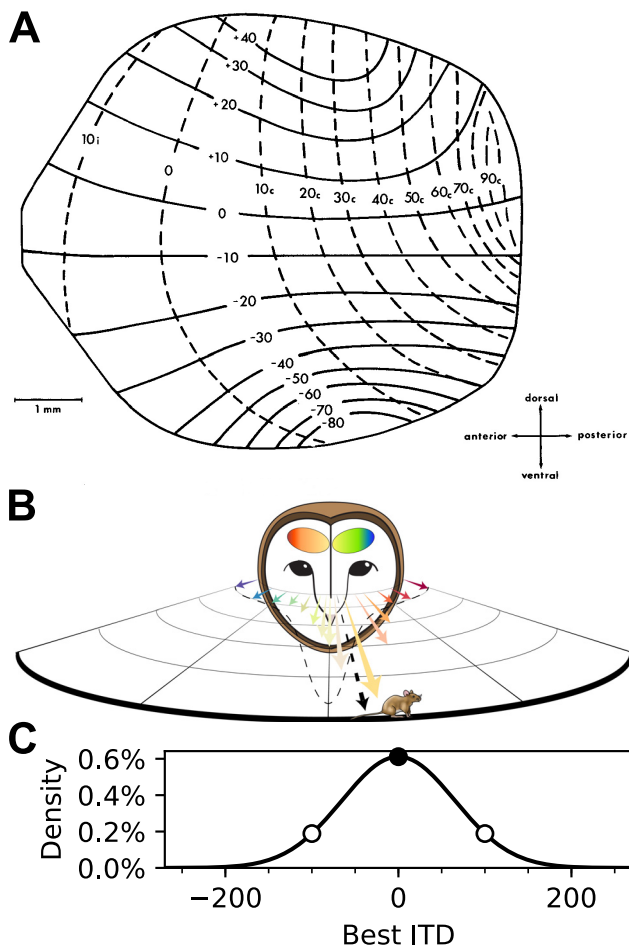 A
+40
+30
+20
+10
10i
0
10c 20c 30c 40c 50c 60c 70c 90c
0
-10
-20
-30
-40
-50
-60
-70
-80
1 mm
dorsal
anterior posterior
ventral
B
C
Density
0.6%
0.4%
0.2%
0.0%
−200 0 200
Best ITD